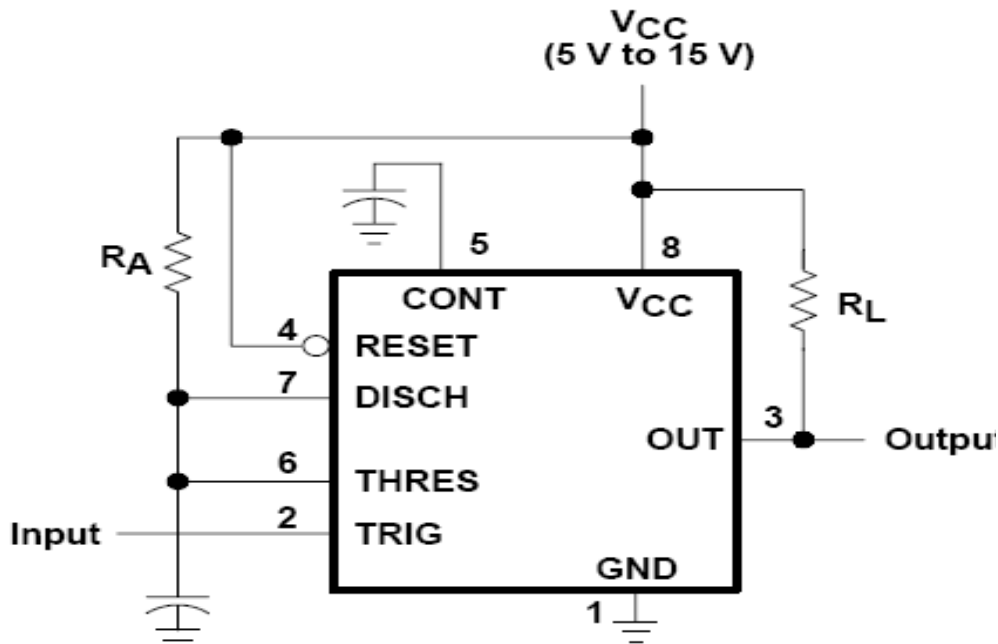 VCC
(5 V to 15 V)
RA
5
8
CONT
VCC
RL
4
RESET
7
DISCH
3
OUT
Output
6
THRES
Input
2
TRIG
GND
1